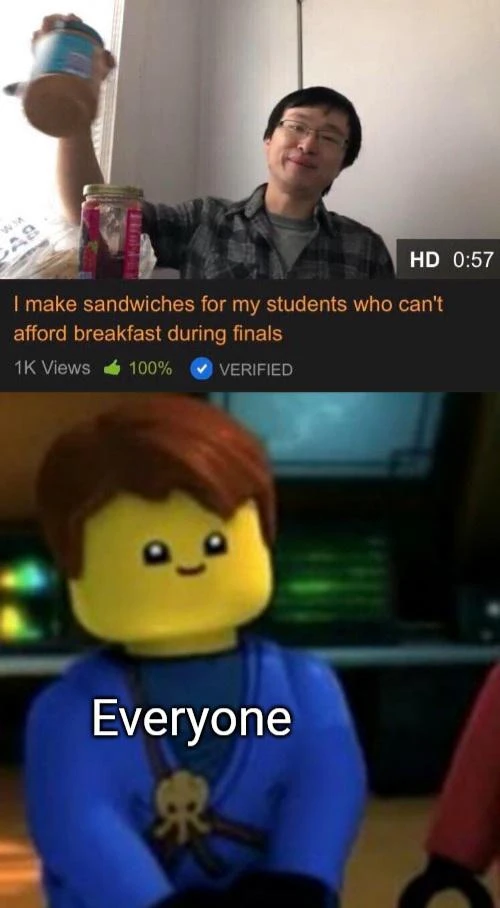 HD 0:57
I make sandwiches for my students who can't
afford breakfast during finals
1K Views 100% VERIFIED
Everyone